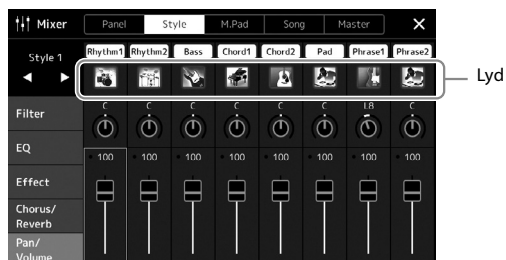 Mixer Panel Style M.Pad Song Master ×
Style 1 Rhythm1 Rhythm2 Bass Chord1 Chord2 Pad Phrase1 Phrase2
Lyd
Filter C C C C C C L8 C
EQ
100 100 100 100 100 100 100 100
Effect
Chorus/
Reverb
Pan/
Volume